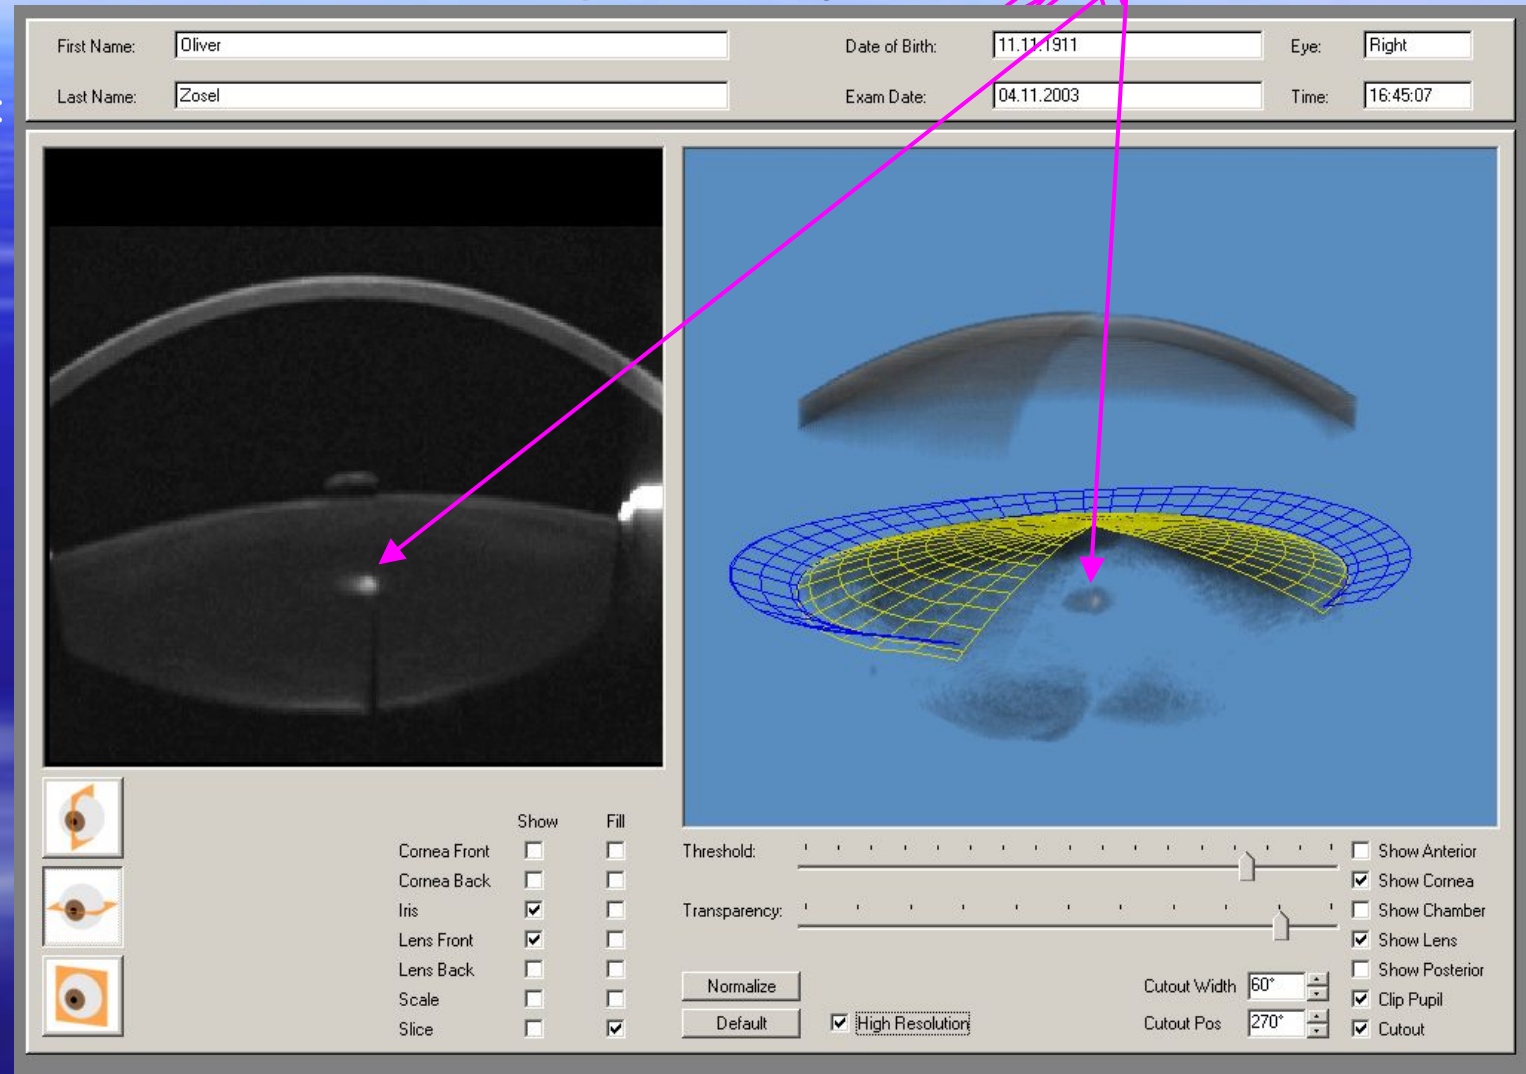 First Name: Oliver Date of Birth: 11.11.1911 Eye: Right
Last Name: Zosel Exam Date: 04.11.2003 Time: 16:45:07
Show Fill
Cornea Front
Cornea Back
Iris
Lens Front
Lens Back
Scale
Slice
Threshold:
Transparency:
Normalize
Default
High Resolution
Cutout Width 60°
Cutout Pos 270°
Show Anterior
Show Cornea
Show Chamber
Show Lens
Show Posterior
Clip Pupil
Cutout